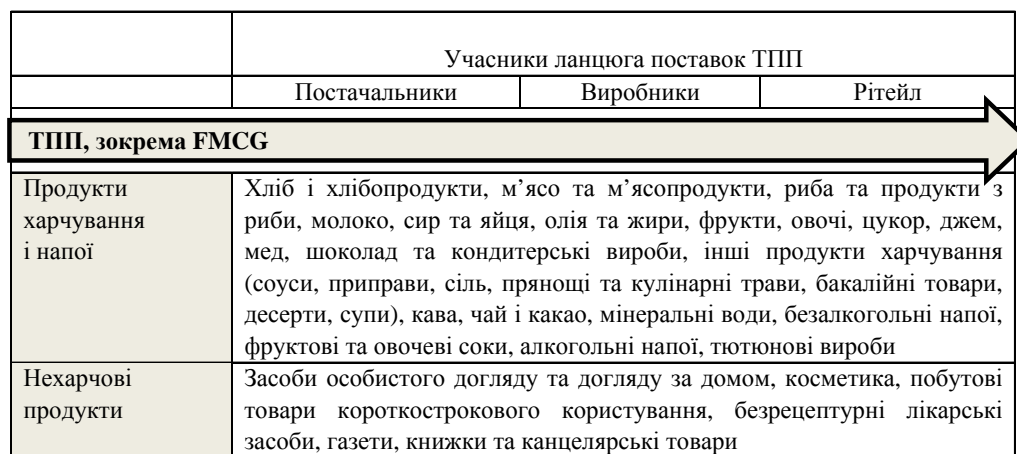 Учасники ланцюга поставок ТПП
Постачальники Виробники Рітейл
ТПП, зокрема FMCG
Продукти харчування і напої
Хліб і хлібопродукти, м’ясо та м’ясопродукти, риба та продукти з
риби, молоко, сир та яйця, олія та жири, фрукти, овочі, цукор, джем,
мед, шоколад та кондитерські вироби, інші продукти харчування
(соуси, приправи, сіль, прянощі та кулінарні трави, бакалійні товари,
десерти, супи), кава, чай і какао, мінеральні води, безалкогольні напої,
фруктові та овочеві соки, алкогольні напої, тютюнові вироби
Нехарчові продукти
Засоби особистого догляду та догляду за домом, косметика, побутові
товари короткострокового користування, безрецептурні лікарські
засоби, газети, книжки та канцелярські товари